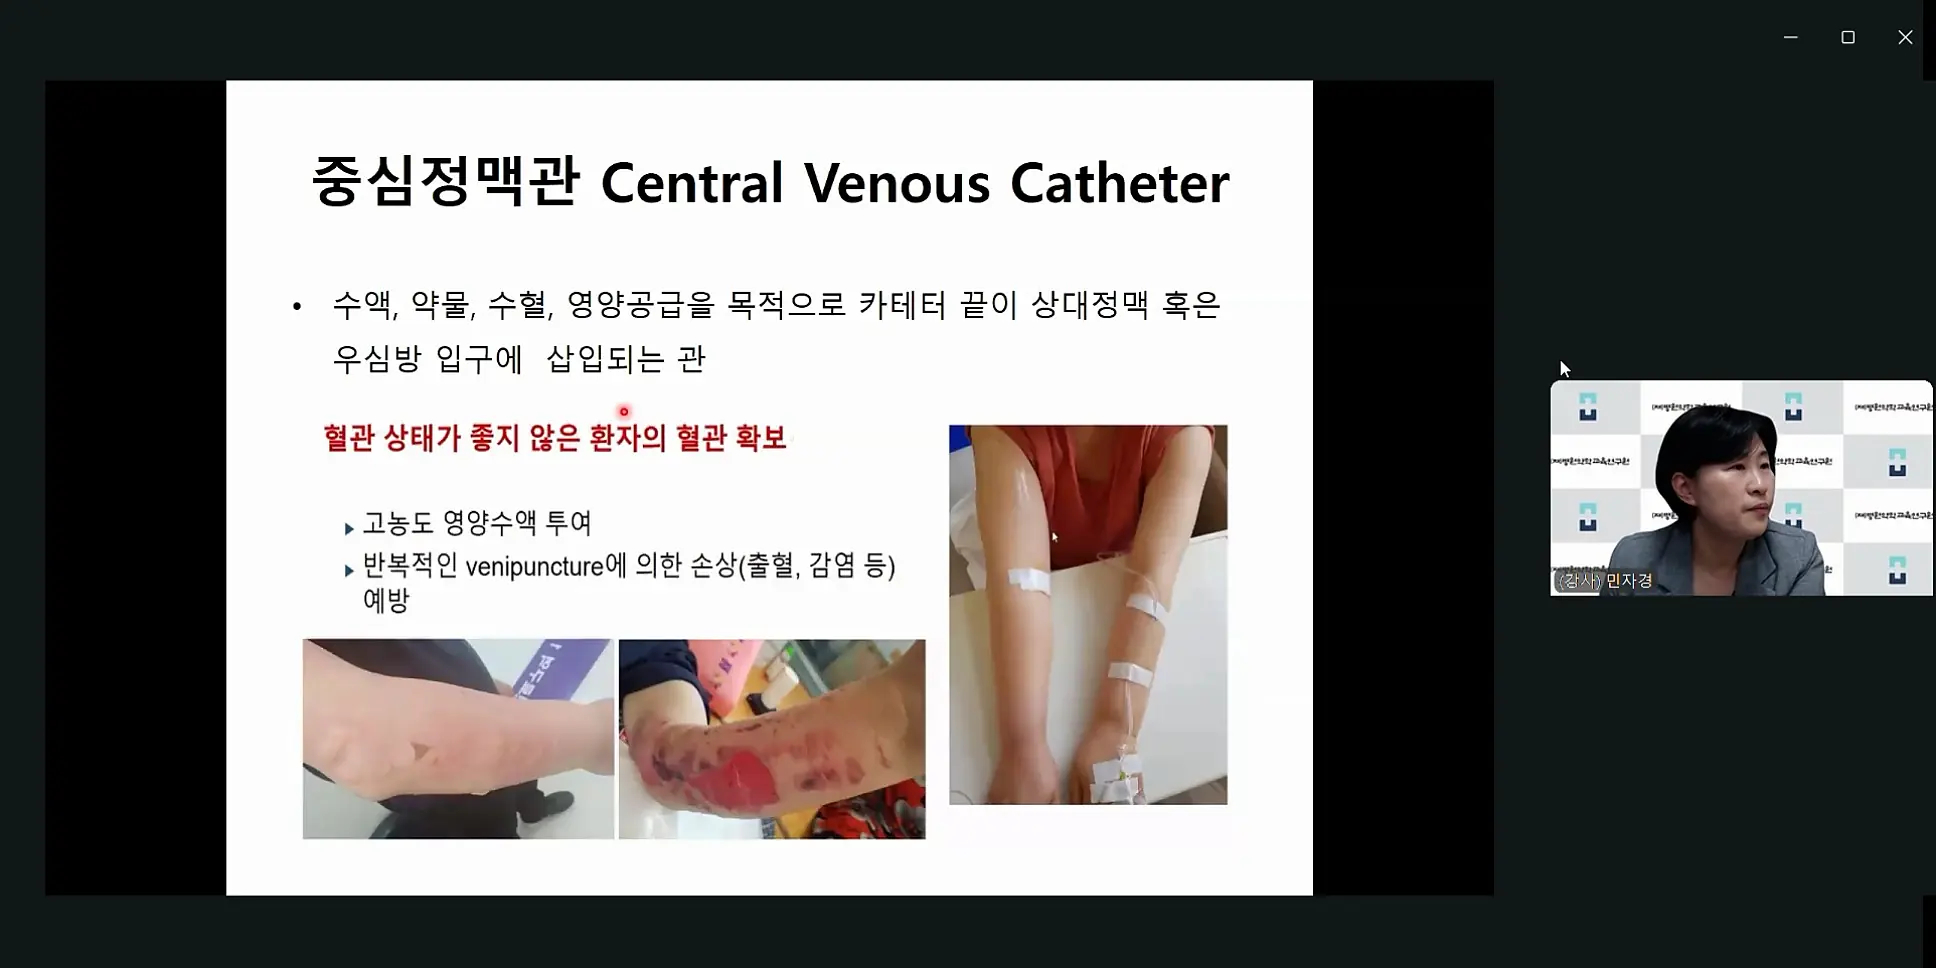 중심정맥관 Central Venous Catheter
• 수액, 약물, 수혈, 영양공급을 목적으로 카테터 끝이 상대정맥 혹은
우심방 입구에 삽입되는 관
혈관 상태가 좋지 않은 환자의 혈관 확보
고농도 영양수액 투여
반복적인 venipuncture에 의한 손상(출혈, 감염 등)
예방
(강사) 민자경